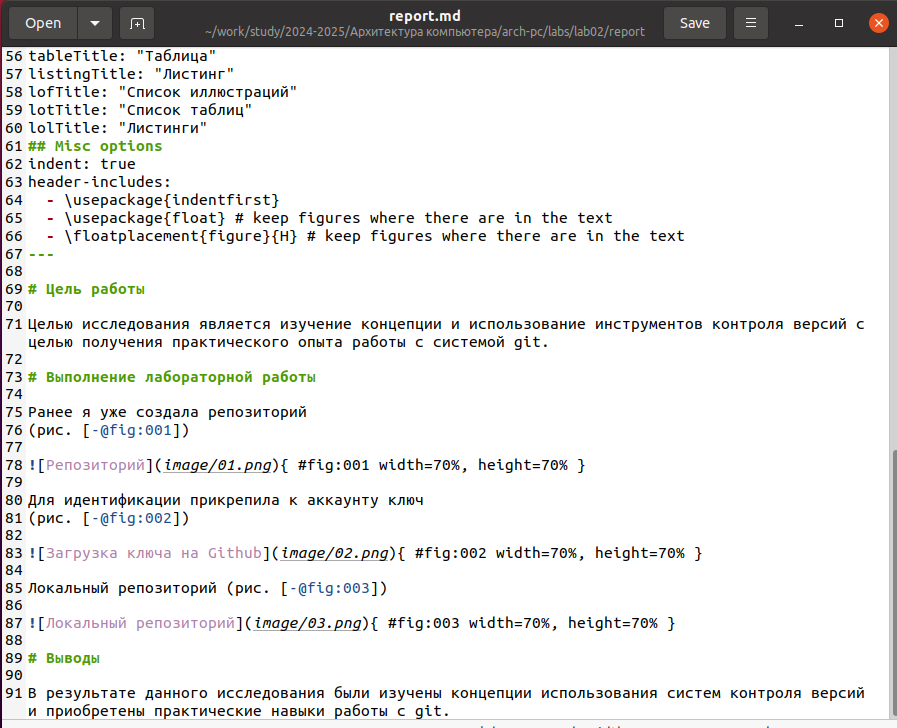 Open
report.md
~/work/study/2024-2025/Архитектура компьютера/arch-pc/labs/lab02/report
Save
56 tableTitle: "Таблица"
57 listingTitle: "Листинг"
58 lofTitle: "Список иллюстраций"
59 lotTitle: "Список таблиц"
60 lolTitle: "Листинги"
61 ## Misc options
62 indent: true
63 header-includes:
64   - \usepackage{indentfirst}
65   - \usepackage{float} # keep figures where there are in the text
66   - \floatplacement{figure}{H} # keep figures where there are in the text
67 ---
68
69 # Цель работы
70
71 Целью исследования является изучение концепции и использование инструментов контроля версий с
целью получения практического опыта работы с системой git.
72
73 # Выполнение лабораторной работы
74
75 Ранее я уже создала репозиторий
76 (рис. [-@fig:001])
77
78 ![Репозиторий](image/01.png){ #fig:001 width=70%, height=70% }
79
80 Для идентификации прикрепила к аккаунту ключ
81 (рис. [-@fig:002])
82
83 ![Загрузка ключа на Github](image/02.png){ #fig:002 width=70%, height=70% }
84
85 Локальный репозиторий (рис. [-@fig:003])
86
87 ![Локальный репозиторий](image/03.png){ #fig:003 width=70%, height=70% }
88
89 # Выводы
90
91 В результате данного исследования были изучены концепции использования систем контроля версий
и приобретены практические навыки работы с git.